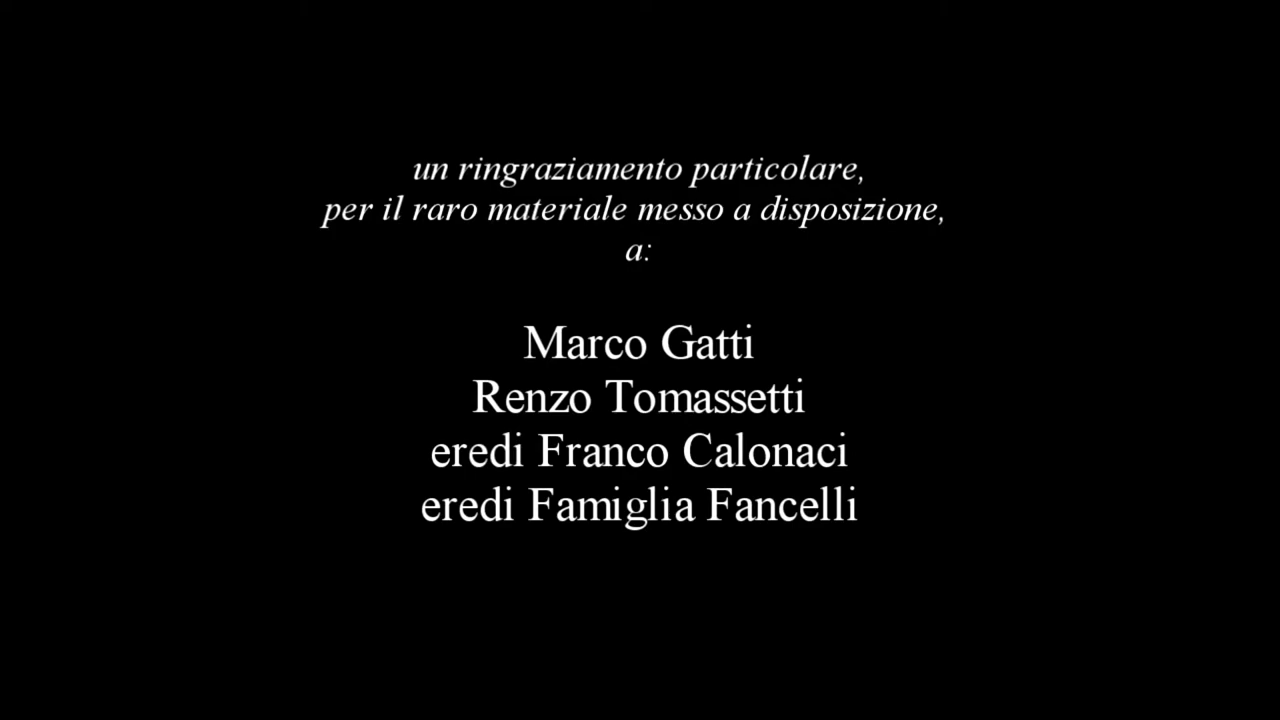 un ringraziamento particolare,
per il raro materiale messo a disposizione,
a:
Marco Gatti
Renzo Tomassetti
eredi Franco Calonaci
eredi Famiglia Fancelli